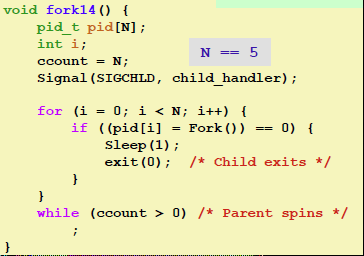 void fork14() {
    pid_t pid[N];
    int i;
    ccount = N;
    Signal(SIGCHLD, child_handler);
N == 5
    for (i = 0; i < N; i++) {
        if ((pid[i] = Fork()) == 0) {
            Sleep(1);
            exit(0);  /* Child exits */
        }
    }
    while (ccount > 0) /* Parent spins */
        ;
}